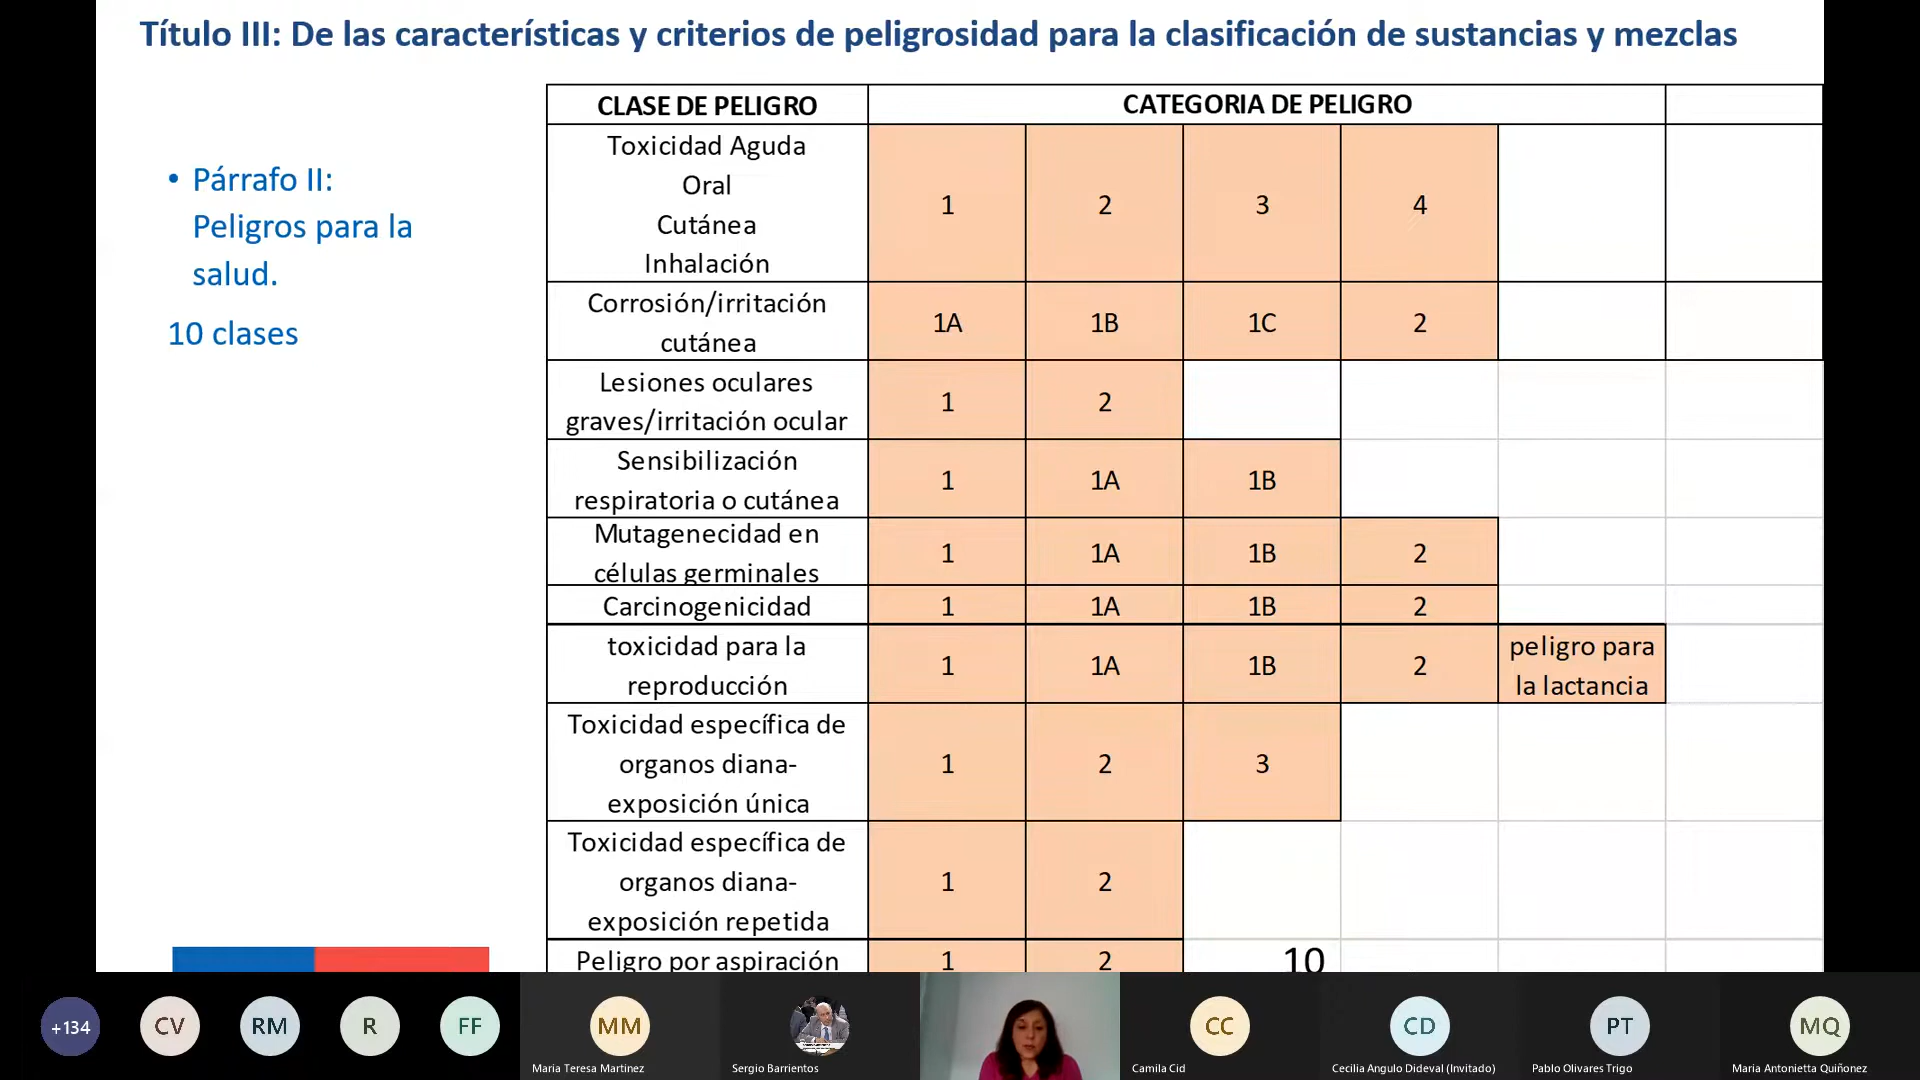 Título III: De las características y criterios de peligrosidad para la clasificación de sustancias y mezclas
• Párrafo II:
Peligros para la
salud.
10 clases
CLASE DE PELIGRO CATEGORIA DE PELIGRO
Toxicidad Aguda
Oral
Cutánea
Inhalación
1 2 3 4
Corrosión/irritación
cutánea
1A 1B 1C 2
Lesiones oculares
graves/irritación ocular
1 2
Sensibilización
respiratoria o cutánea
1 1A 1B
Mutagenecidad en
células germinales
1 1A 1B 2
Carcinogenicidad 1 1A 1B 2
toxicidad para la
reproducción
1 1A 1B 2
peligro para
la lactancia
Toxicidad específica de
organos diana-
exposición única
1 2 3
Toxicidad específica de
organos diana-
exposición repetida
1 2
Peligro por aspiración 1 2
10
+134 CV RM R FF MM CC CD PT MQ
Maria Teresa Martinez Sergio Barrientos Camila Cid Cecilia Angulo Dideval (Invitado) Pablo Olivares Trigo Maria Antonietta Quiñonez